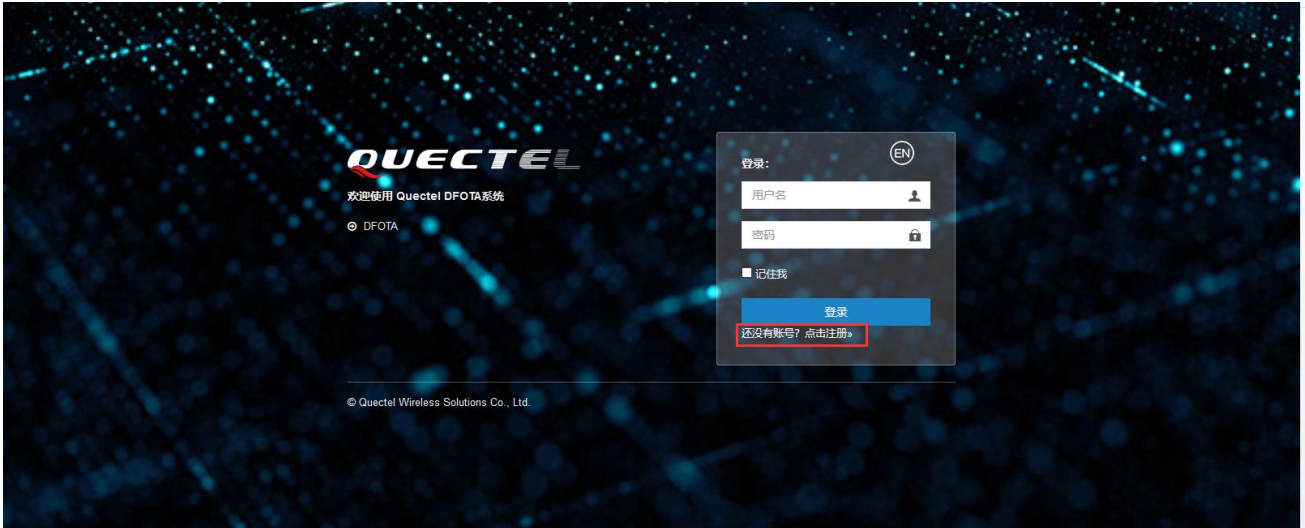 QUECTEL
欢迎使用 Quectel DFOTA系统
DFOTA
EN
登录:
用户名
密码
记住我
登录
还没有账号? 点击注册»
© Quectel Wireless Solutions Co., Ltd.